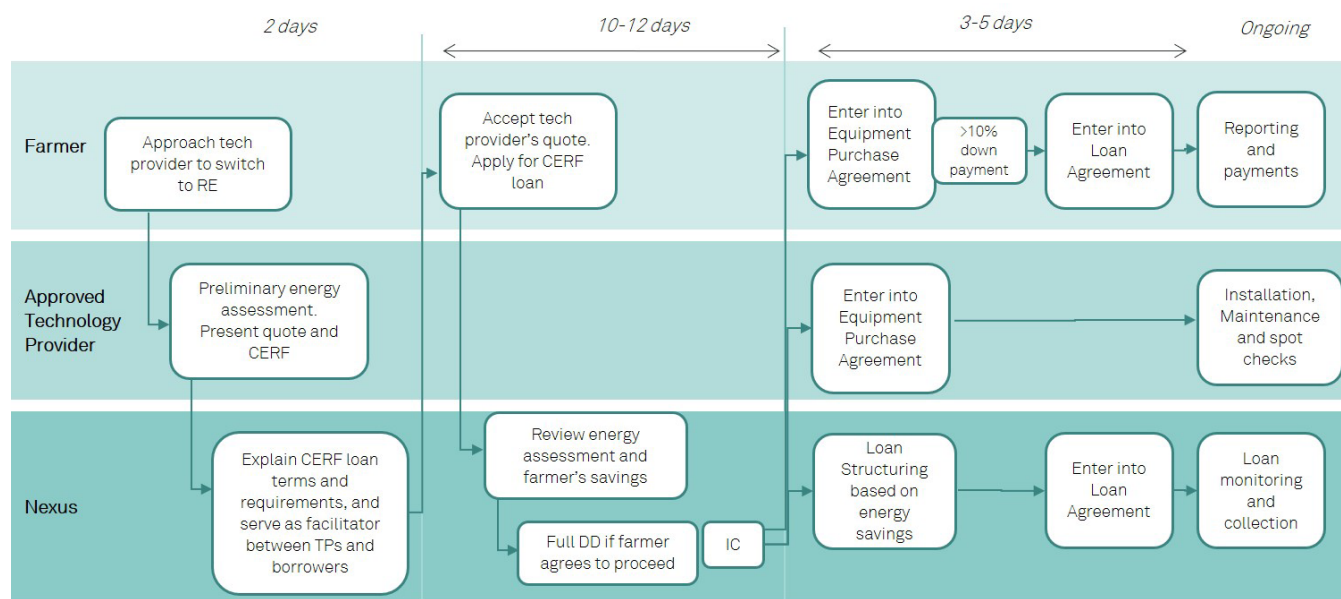 2 days
10-12 days
3-5 days
Ongoing
Farmer
Approach tech
provider to switch
to RE
Accept tech
provider's quote.
Apply for CERF
loan
Enter into
Equipment
Purchase
Agreement
>10%
down
payment
Enter into
Loan
Agreement
Reporting
and
payments
Approved
Technology
Provider
Preliminary energy
assessment.
Present quote and
CERF
Enter into
Equipment
Purchase
Agreement
Installation,
Maintenance
and spot
checks
Nexus
Explain CERF loan
terms and
requirements, and
serve as facilitator
between TPs and
borrowers
Review energy
assessment and
farmer's savings
Full DD if farmer
agrees to proceed
IC
Loan
Structuring
based on
energy
savings
Enter into
Loan
Agreement
Loan
monitoring
and
collection